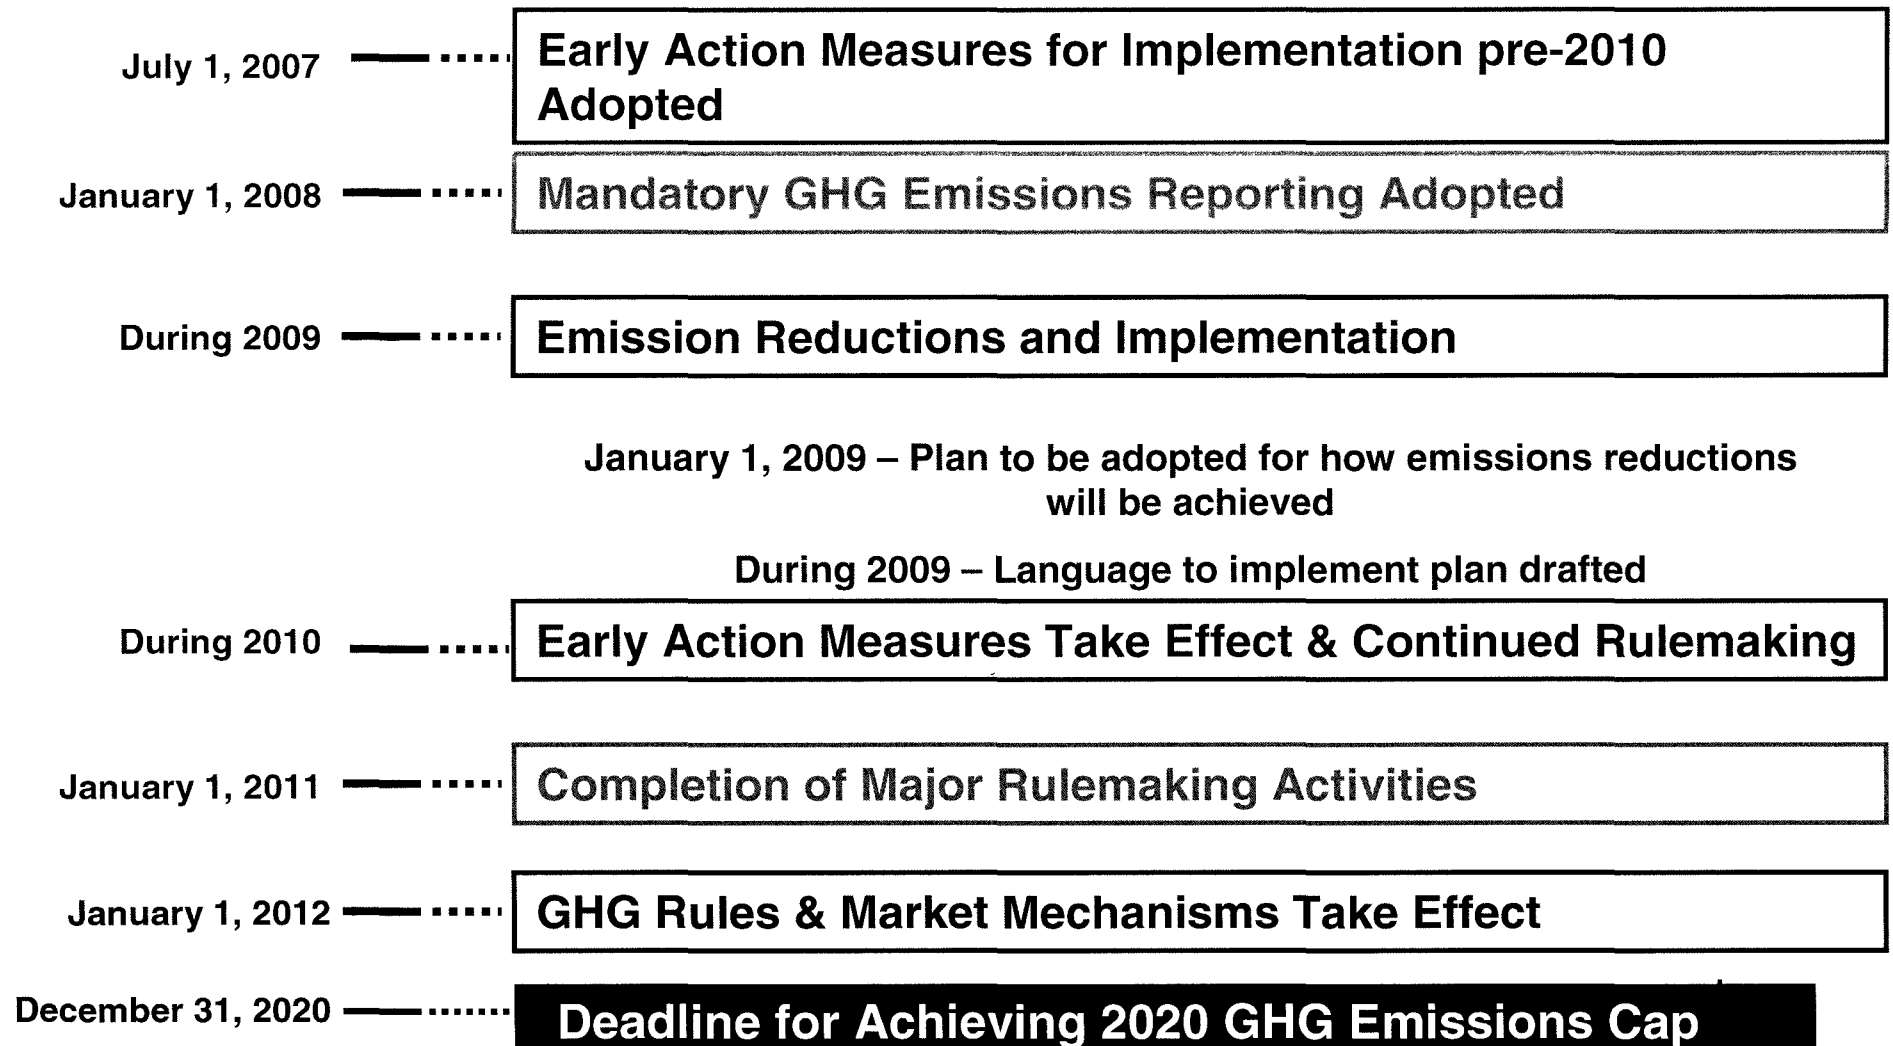 July 1, 2007
Early Action Measures for Implementation pre-2010
Adopted
January 1, 2008
Mandatory GHG Emissions Reporting Adopted
During 2009
Emission Reductions and Implementation
January 1, 2009 – Plan to be adopted for how emissions reductions
will be achieved
During 2009 – Language to implement plan drafted
During 2010
Early Action Measures Take Effect & Continued Rulemaking
January 1, 2011
Completion of Major Rulemaking Activities
January 1, 2012
GHG Rules & Market Mechanisms Take Effect
December 31, 2020
Deadline for Achieving 2020 GHG Emissions Cap